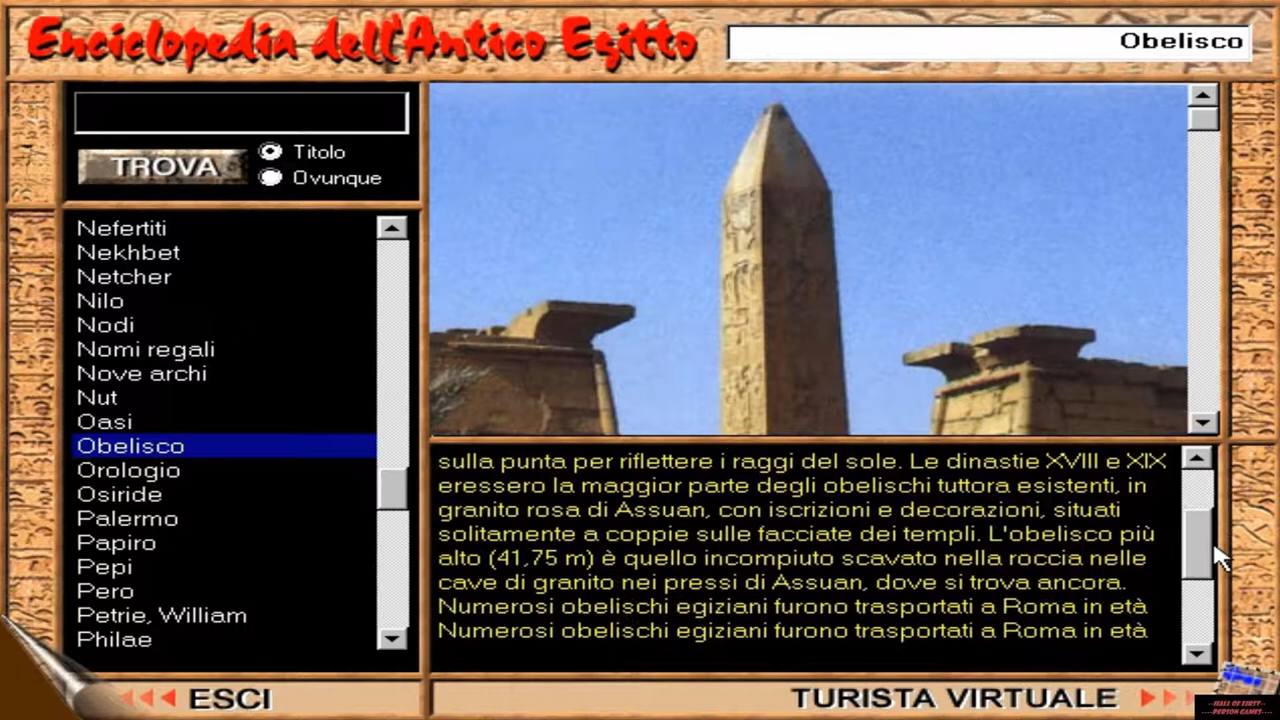 Enciclopedia dell'Antico Egitto
Obelisco
TROVA
Titolo
Ovunque
Nefertiti
Nekhbet
Netcher
Nilo
Nodi
Nomi regali
Nove archi
Nut
Oasi
Obelisco
Orologio
Osiride
Palermo
Papiro
Pepi
Pero
Petrie, William
Philae
sulla punta per riflettere i raggi del sole. Le dinastie XVIII e XIX
eressero la maggior parte degli obelischi tuttora esistenti, in
granito rosa di Assuan, con iscrizioni e decorazioni, situati
solitamente a coppie sulle facciate dei templi. L'obelisco più
alto (41,75 m) è quello incompiuto scavato nella roccia nelle
cave di granito nei pressi di Assuan, dove si trova ancora.
Numerosi obelischi egiziani furono trasportati a Roma in età
Numerosi obelischi egiziani furono trasportati a Roma in età
ESCI
TURISTA VIRTUALE
HALL OF FIRST
PERSON GAMES